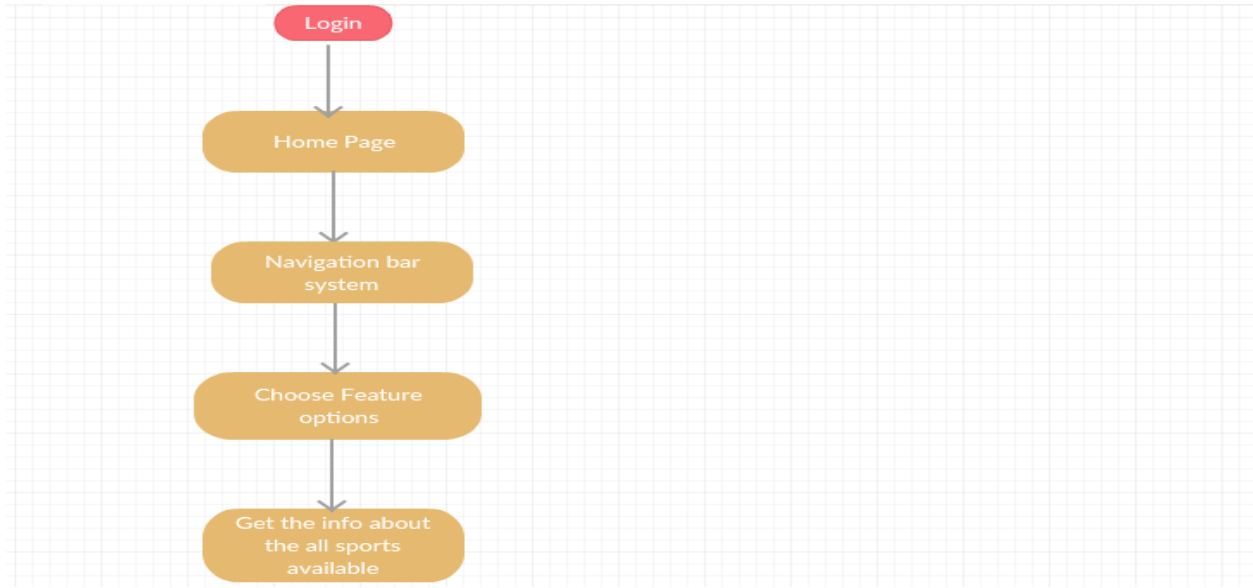 Login
Home Page
Navigation bar
system
Choose Feature
options
Get the info about
the all sports
available